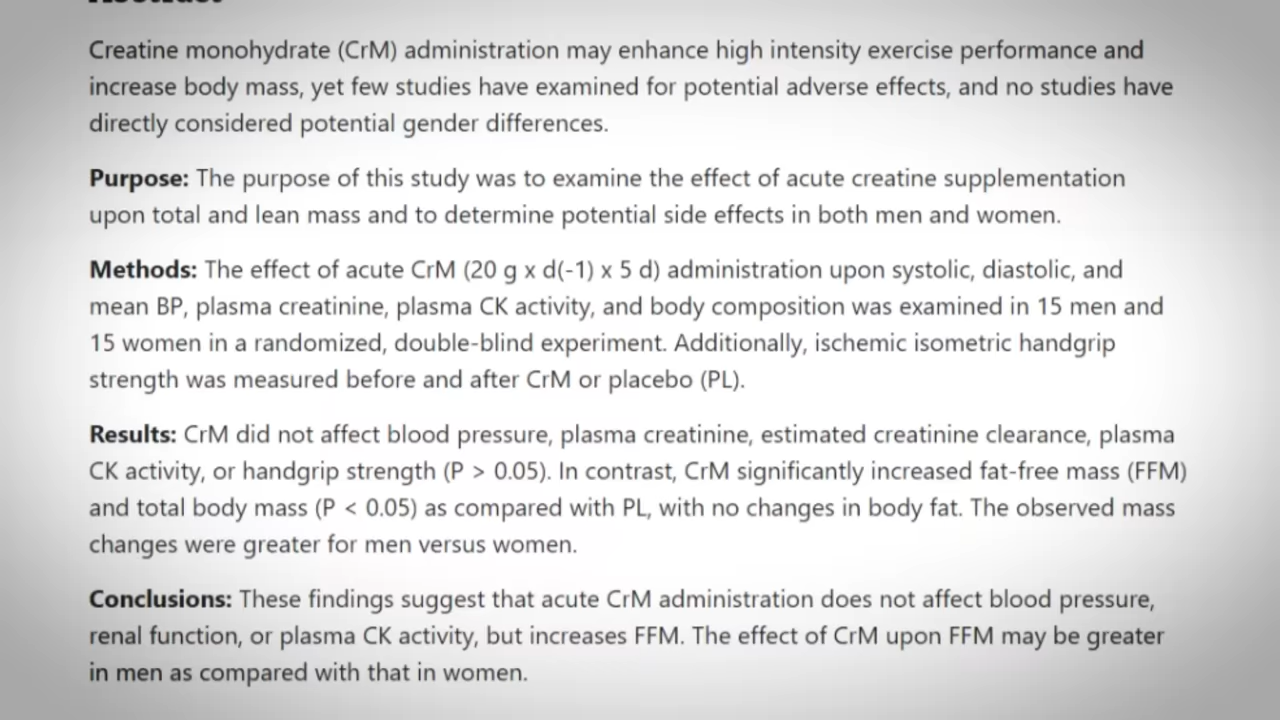 Abstract
Creatine monohydrate (CrM) administration may enhance high intensity exercise performance and
increase body mass, yet few studies have examined for potential adverse effects, and no studies have
directly considered potential gender differences.
Purpose: The purpose of this study was to examine the effect of acute creatine supplementation
upon total and lean mass and to determine potential side effects in both men and women.
Methods: The effect of acute CrM (20 g x d(-1) x 5 d) administration upon systolic, diastolic, and
mean BP, plasma creatinine, plasma CK activity, and body composition was examined in 15 men and
15 women in a randomized, double-blind experiment. Additionally, ischemic isometric handgrip
strength was measured before and after CrM or placebo (PL).
Results: CrM did not affect blood pressure, plasma creatinine, estimated creatinine clearance, plasma
CK activity, or handgrip strength (P > 0.05). In contrast, CrM significantly increased fat-free mass (FFM)
and total body mass (P < 0.05) as compared with PL, with no changes in body fat. The observed mass
changes were greater for men versus women.
Conclusions: These findings suggest that acute CrM administration does not affect blood pressure,
renal function, or plasma CK activity, but increases FFM. The effect of CrM upon FFM may be greater
in men as compared with that in women.